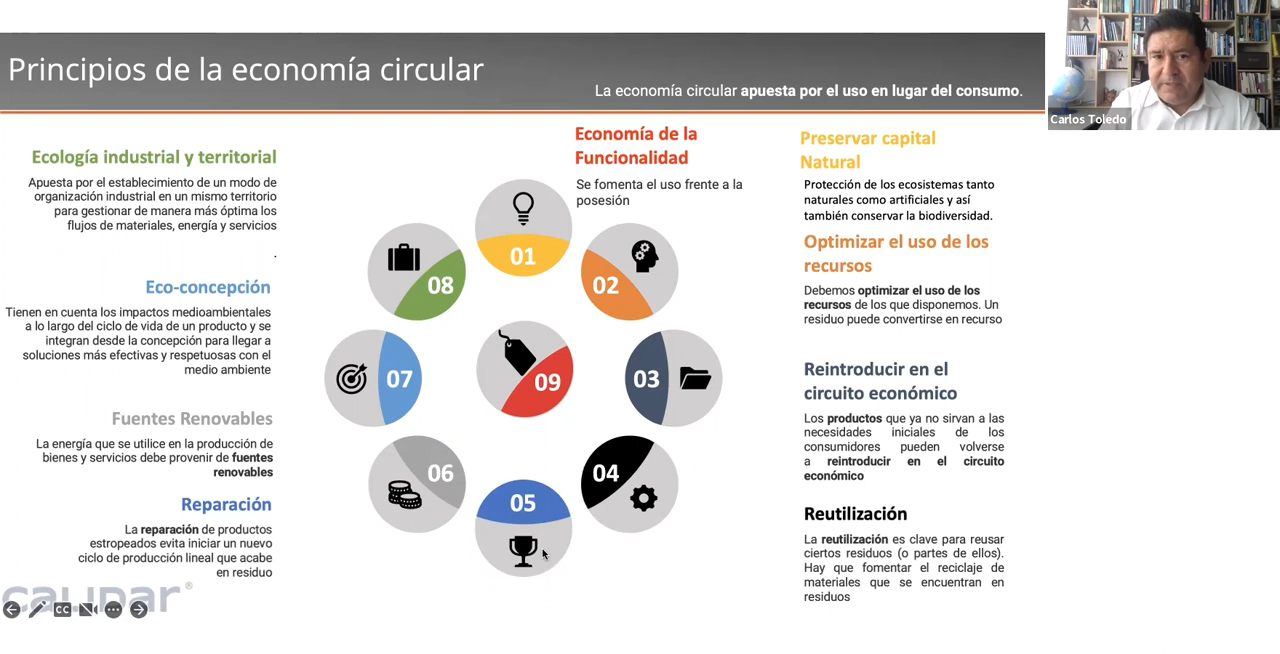 Principios de la economía circular
La economía circular apuesta por el uso en lugar del consumo.
Carlos Toledo
Ecología industrial y territorial
Apuesta por el establecimiento de un modo de
organización industrial en un mismo territorio
para gestionar de manera más óptima los
flujos de materiales, energía y servicios
.
Eco-concepción
Tienen en cuenta los impactos medioambientales
a lo largo del ciclo de vida de un producto y se
integran desde la concepción para llegar a
soluciones más efectivas y respetuosas con el
medio ambiente
Fuentes Renovables
La energía que se utilice en la producción de
bienes y servicios debe provenir de fuentes
renovables
Reparación
La reparación de productos
estropeados evita iniciar un nuevo
ciclo de producción lineal que acabe
en residuo
Economía de la
Funcionalidad
Se fomenta el uso frente a la
posesión
01
02
03
04
05
06
07
08
09
Preservar capital
Natural
Protección de los ecosistemas tanto
naturales como artificiales y así
también conservar la biodiversidad.
Optimizar el uso de los
recursos
Debemos optimizar el uso de los
recursos de los que disponemos. Un
residuo puede convertirse en recurso
Reintroducir en el
circuito económico
Los productos que ya no sirvan a las
necesidades iniciales de los
consumidores pueden volverse
a reintroducir en el circuito
económico
Reutilización
La reutilización es clave para reusar
ciertos residuos (o partes de ellos).
Hay que fomentar el reciclaje de
materiales que se encuentran en
residuos
CC